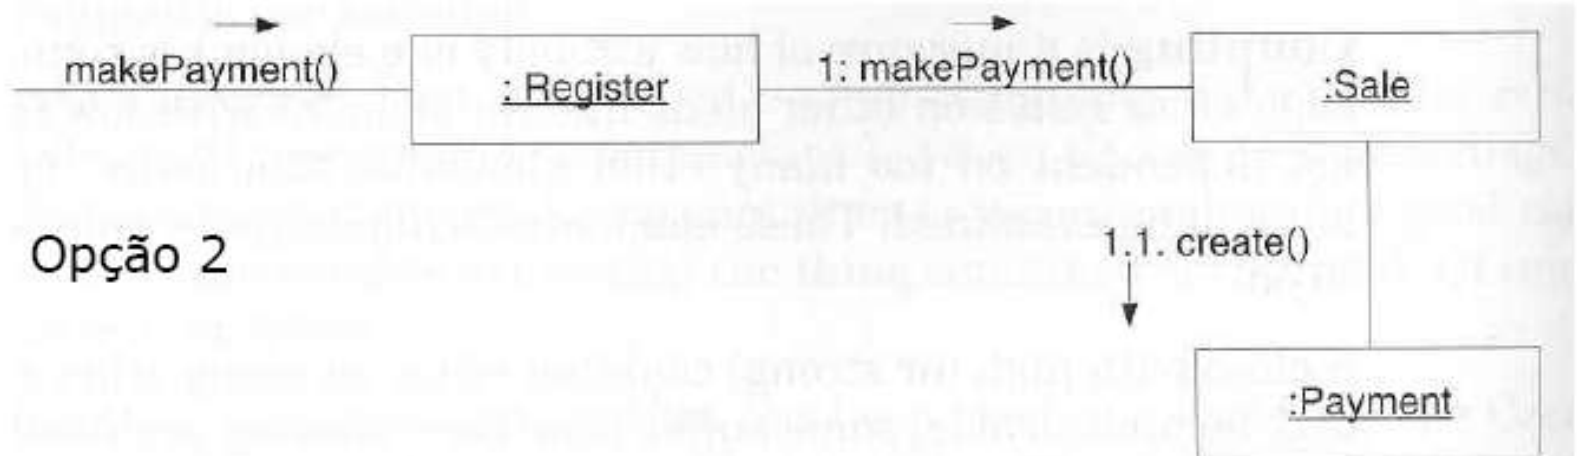 makePayment()
: Register
1: makePayment()
:Sale
Opção 2
1.1. create()
:Payment